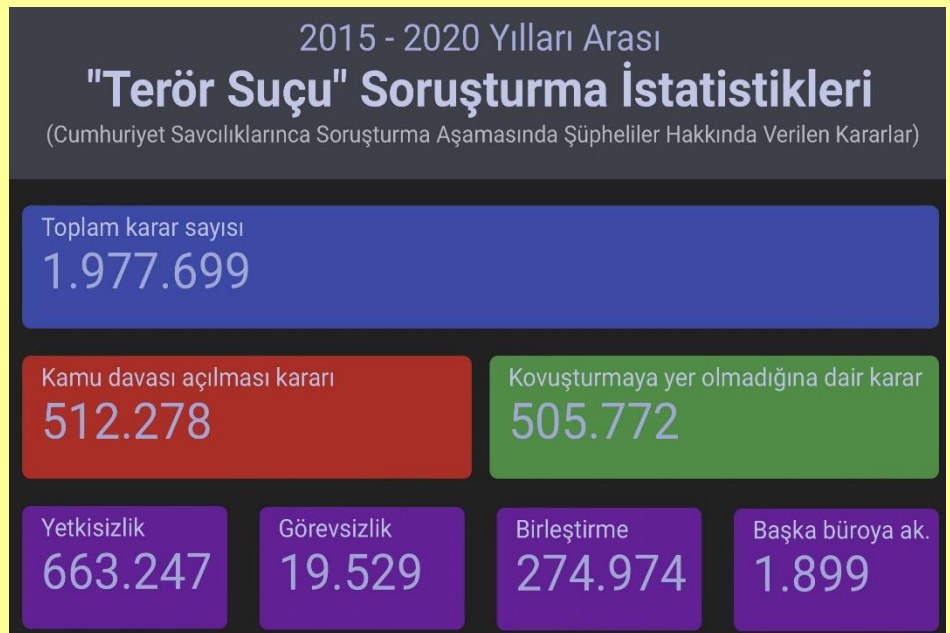 2015 - 2020 Yılları Arası
"Terör Suçu" Soruşturma İstatistikleri
(Cumhuriyet Savcılıklarınca Soruşturma Aşamasında Şüpheliler Hakkında Verilen Kararlar)
Toplam karar sayısı
1.977.699
Kamu davası açılması kararı
512.278
Kovuşturmaya yer olmadığına dair karar
505.772
Yetkisizlik
663.247
Görevsizlik
19.529
Birleştirme
274.974
Başka büroya ak.
1.899